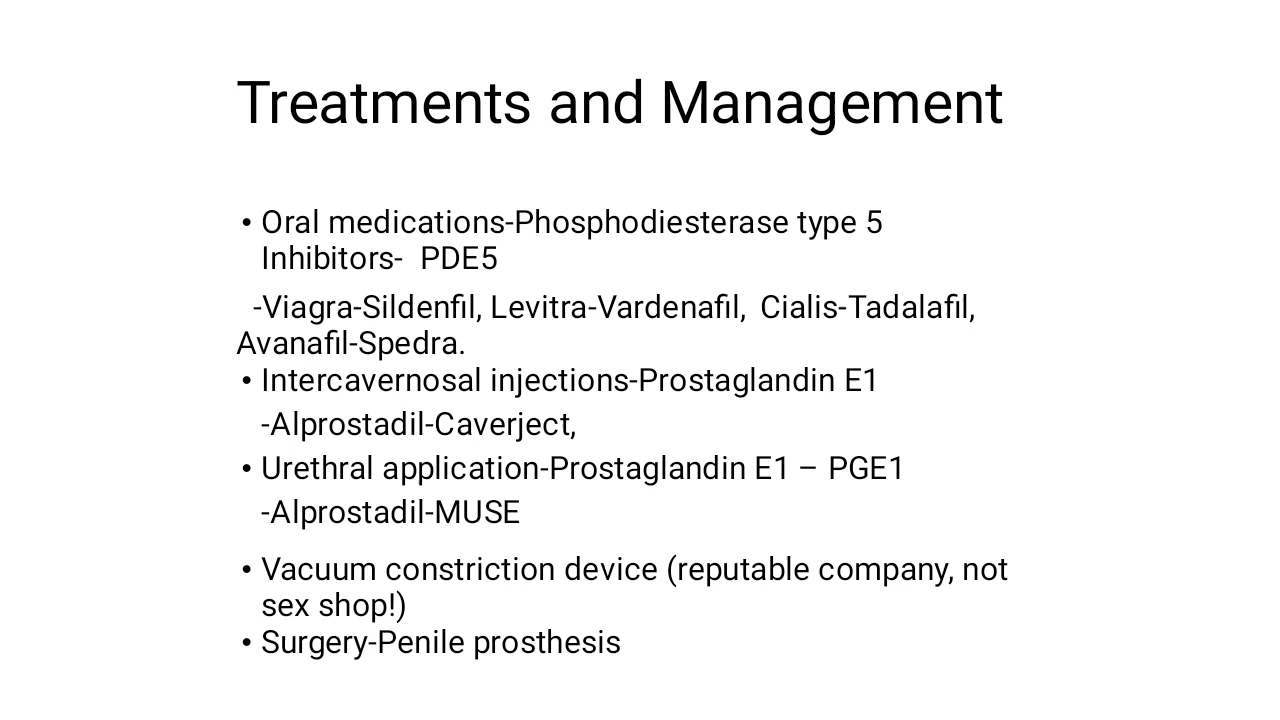 Treatments and Management
• Oral medications-Phosphodiesterase type 5
Inhibitors-  PDE5
-Viagra-Sildenfil, Levitra-Vardenafil,  Cialis-Tadalafil,
Avanafil-Spedra.
• Intercavernosal injections-Prostaglandin E1
-Alprostadil-Caverject,
• Urethral application-Prostaglandin E1 – PGE1
-Alprostadil-MUSE
• Vacuum constriction device (reputable company, not
sex shop!)
• Surgery-Penile prosthesis